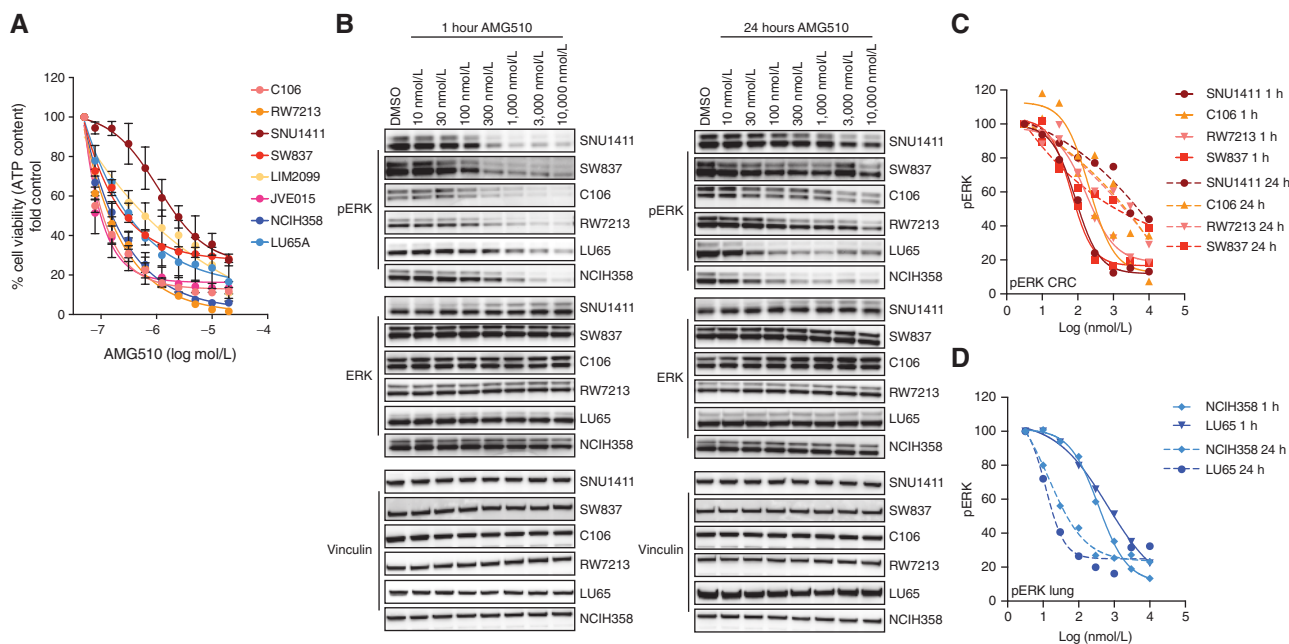 A
120
100
80
60
40
20
0
–7
–6
–5
–4
% cell viability (ATP content)
fold control
AMG510 (log mol/L)
C106
RW7213
SNU1411
SW837
LIM2099
JVE015
NCIH358
LU65A
B
1 hour AMG510
DMSO
10 nmol/L
30 nmol/L
100 nmol/L
300 nmol/L
1,000 nmol/L
3,000 nmol/L
10,000 nmol/L
pERK
SNU1411
SW837
C106
RW7213
LU65
NCIH358
ERK
SNU1411
SW837
C106
RW7213
LU65
NCIH358
Vinculin
SNU1411
SW837
C106
RW7213
LU65
NCIH358
24 hours AMG510
DMSO
10 nmol/L
30 nmol/L
100 nmol/L
300 nmol/L
1,000 nmol/L
3,000 nmol/L
10,000 nmol/L
pERK
SNU1411
SW837
C106
RW7213
LU65
NCIH358
ERK
SNU1411
SW837
C106
RW7213
LU65
NCIH358
Vinculin
SNU1411
SW837
C106
RW7213
LU65
NCIH358
C
120
100
80
60
40
20
0
0
1
2
3
4
5
pERK
pERK CRC
Log (nmol/L)
SNU1411 1 h
C106 1 h
RW7213 1 h
SW837 1 h
SNU1411 24 h
C106 24 h
RW7213 24 h
SW837 24 h
D
120
100
80
60
40
20
0
0
1
2
3
4
5
pERK
pERK lung
Log (nmol/L)
NCIH358 1 h
LU65 1 h
NCIH358 24 h
LU65 24 h